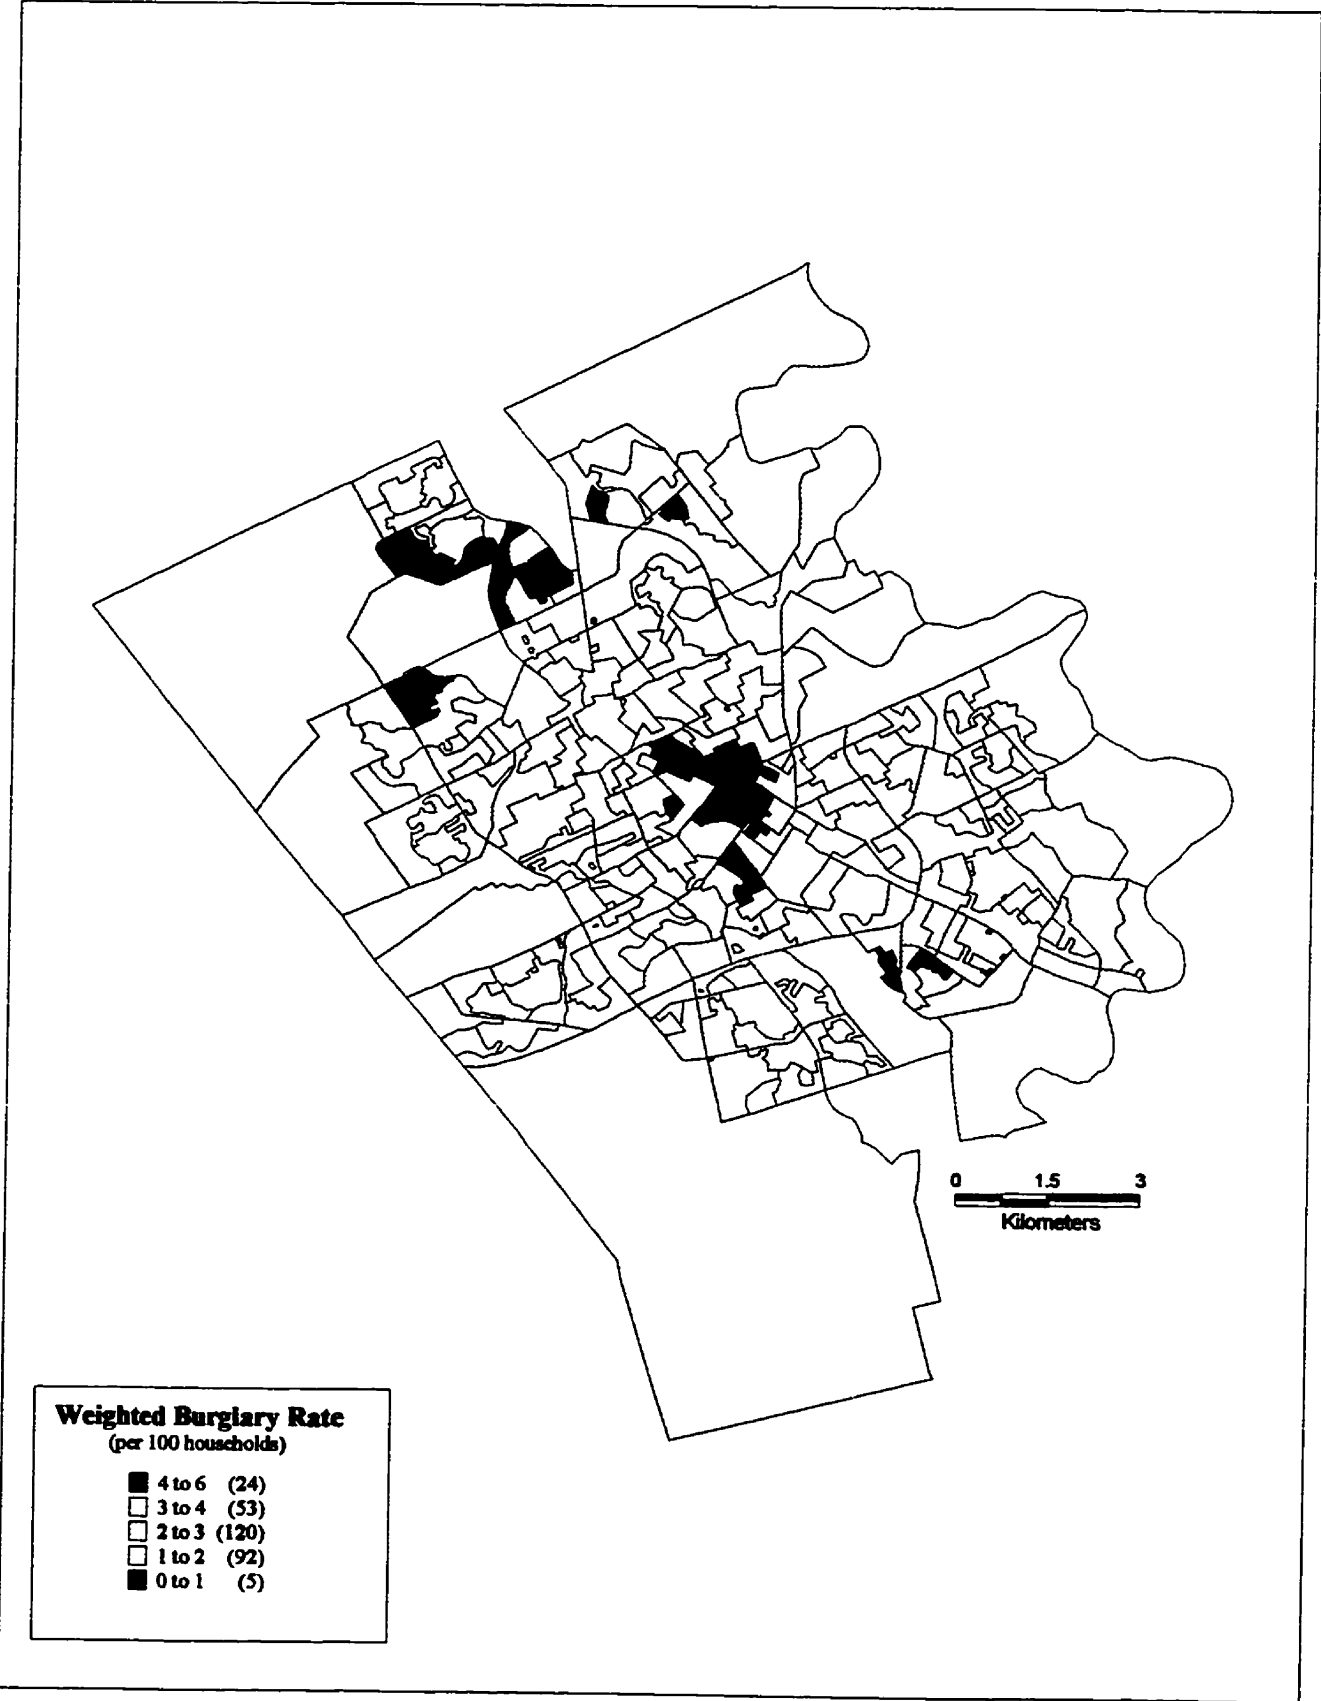 0 1.5 3
Kilometers
Weighted Burglary Rate
(per 100 households)
4 to 6 (24)
3 to 4 (53)
2 to 3 (120)
1 to 2 (92)
0 to 1 (5)